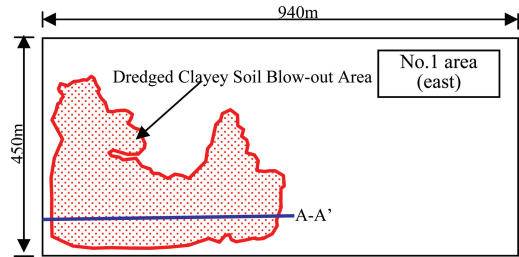 940m
No.1 area
(east)
Dredged Clayey Soil Blow-out Area
450m
A-A’